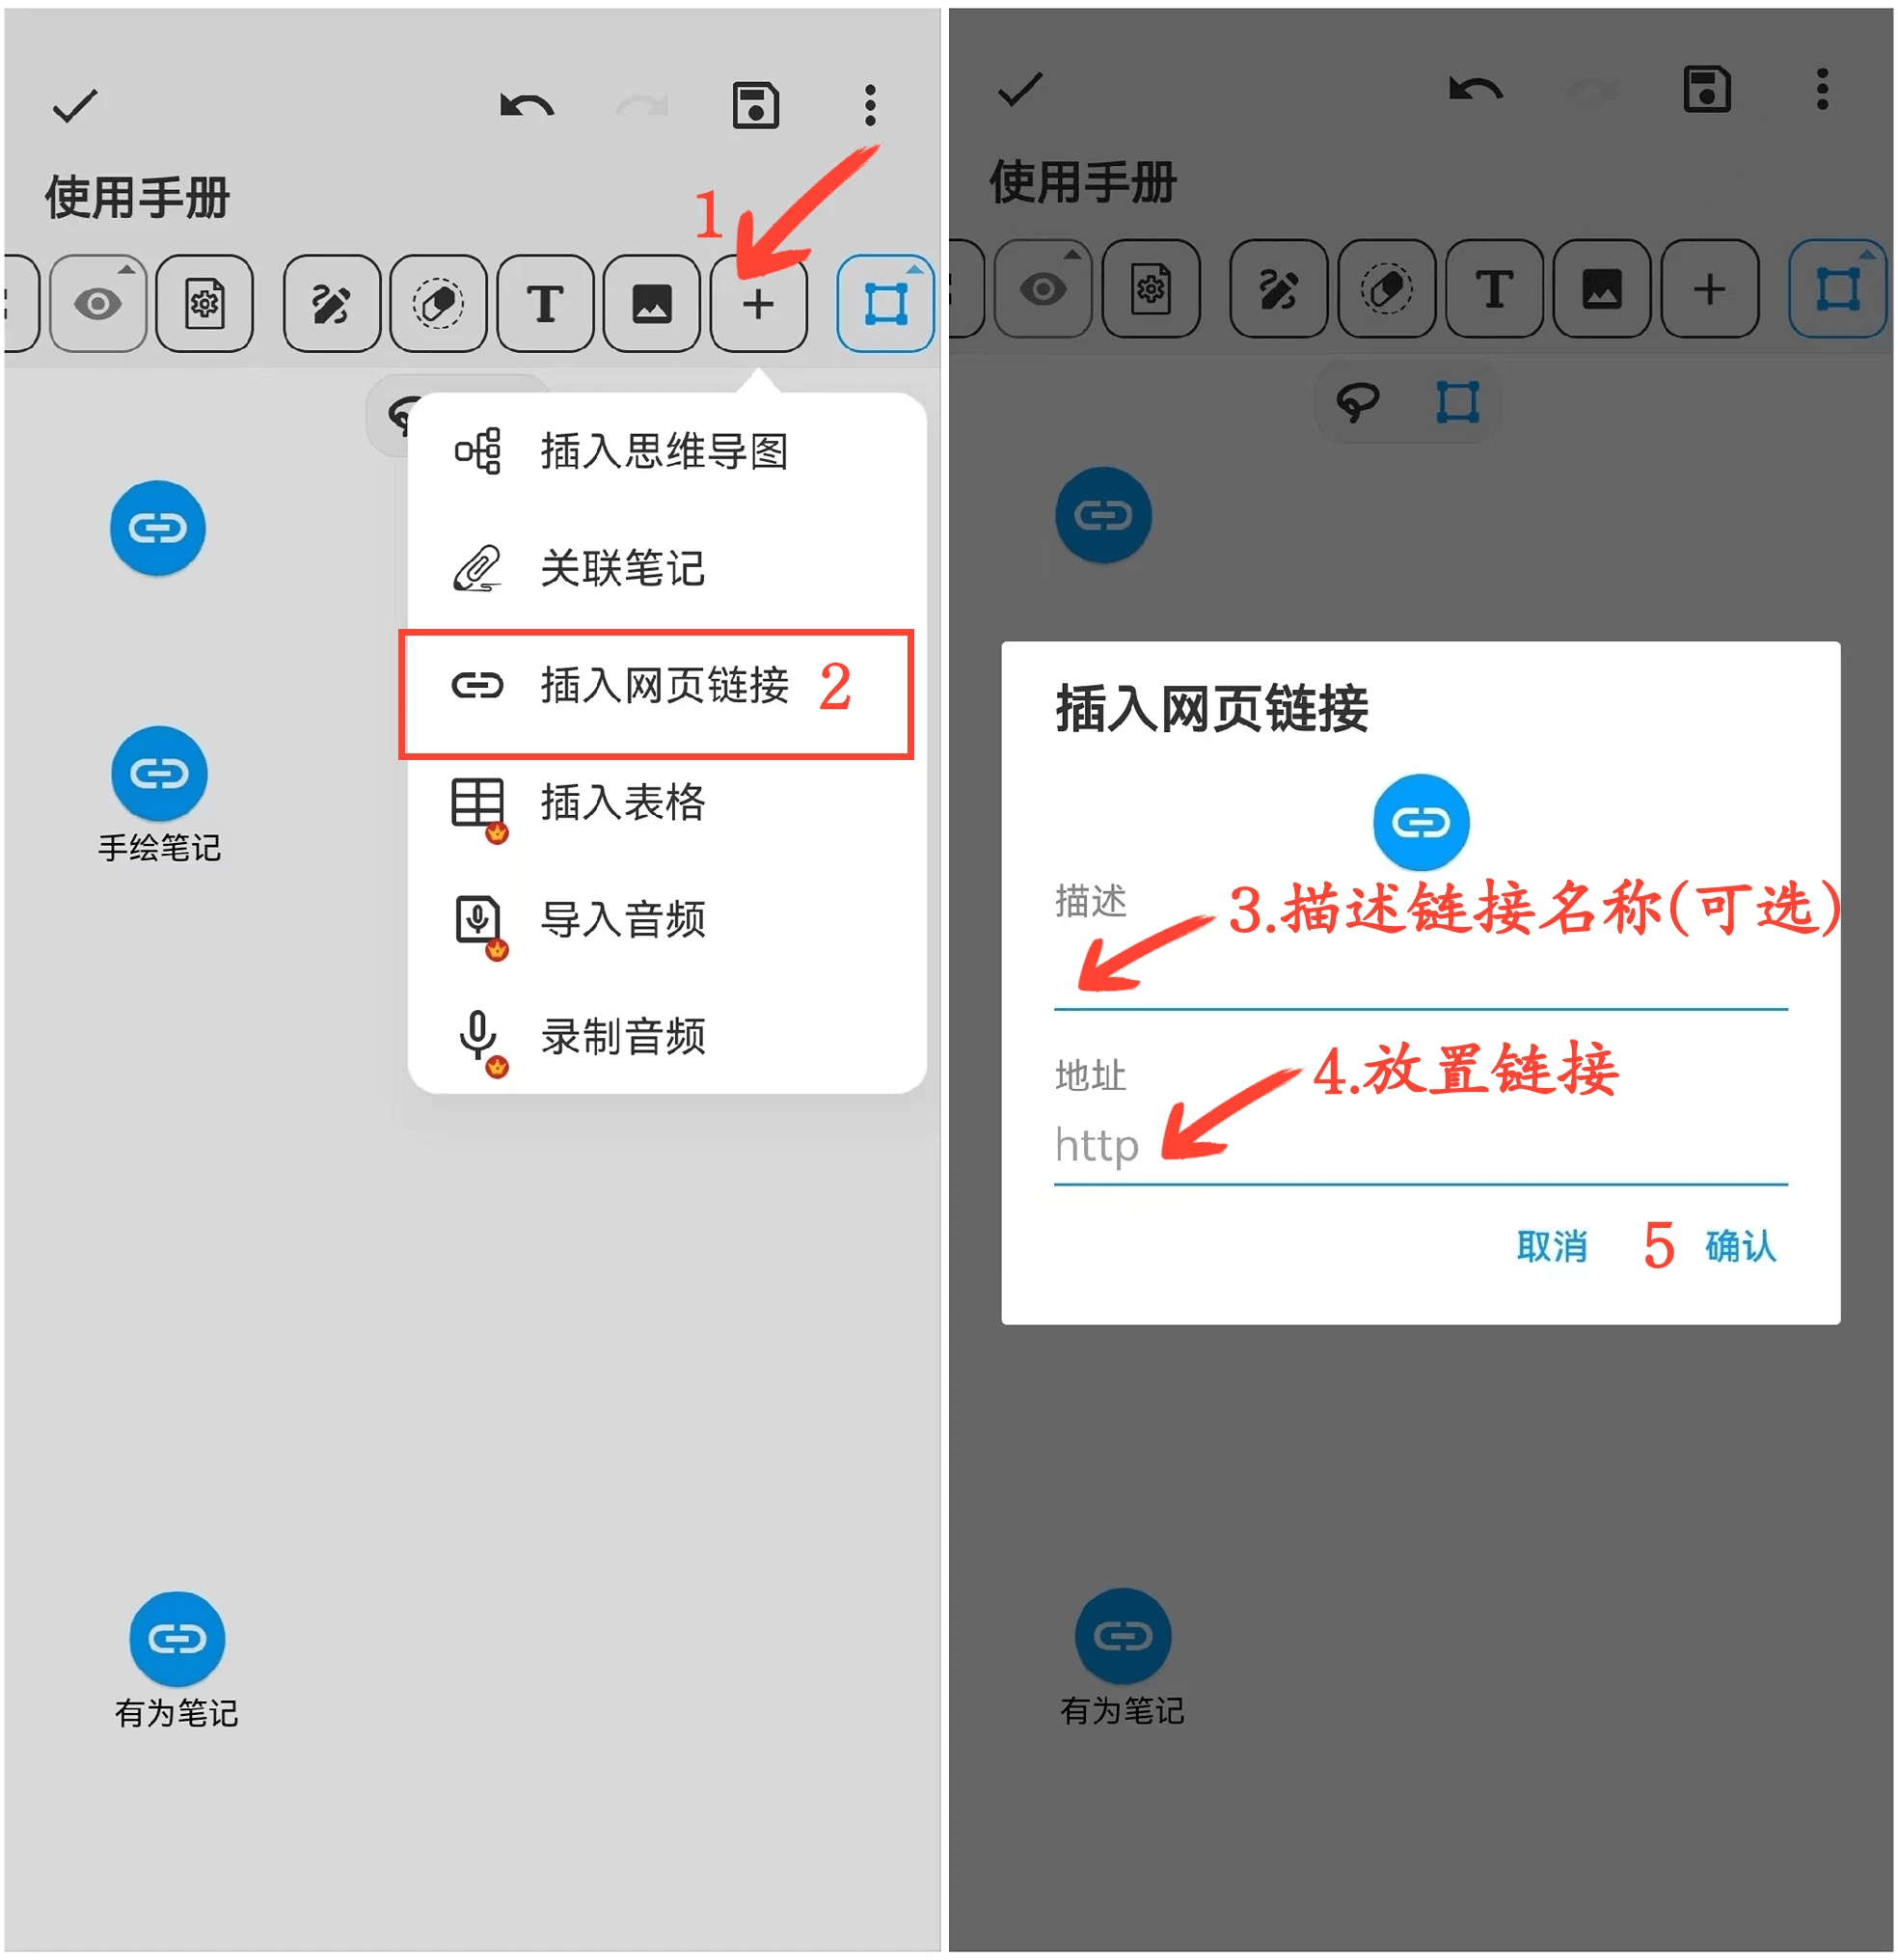 使用手册
1
T
插入思维导图
关联笔记
插入网页链接 2
插入表格
导入音频
录制音频
手绘笔记
有为笔记
使用手册
T
插入网页链接
描述
3.描述链接名称(可选)
地址
4.放置链接
http
取消 5 确认
有为笔记